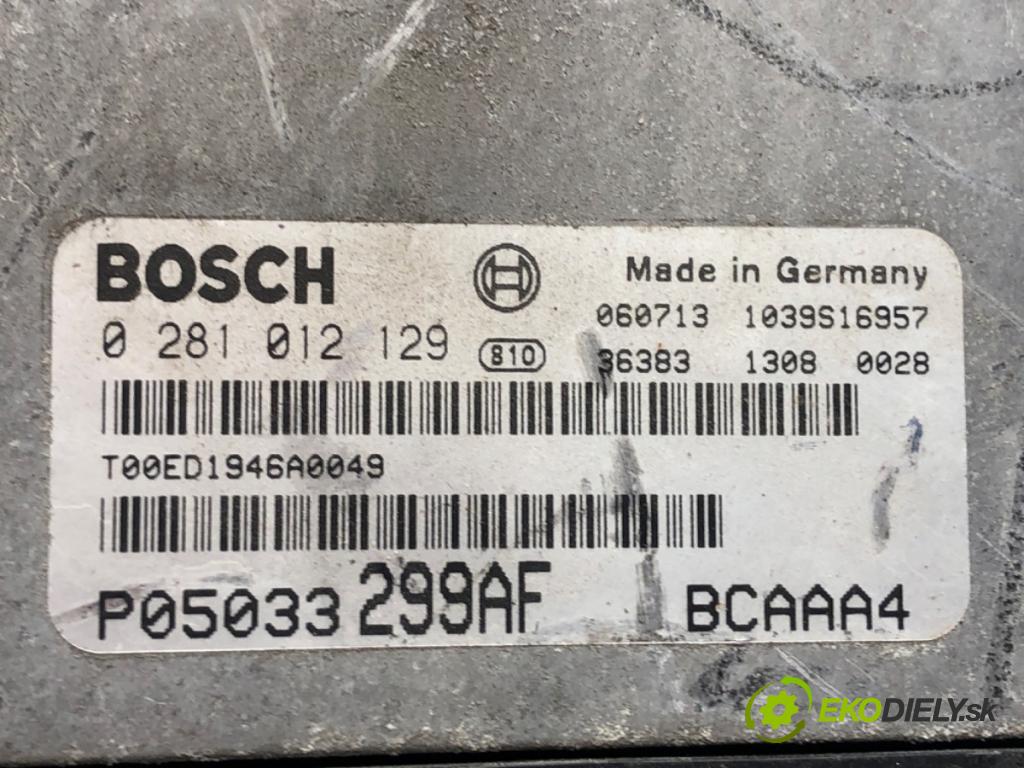 BOSCH
Made in Germany
060713 1039S16957
0 281 012 129
810
36383 1308 0028
T00ED1946A0049
P05033 299AF BCAAA4
EKODIELY.sk